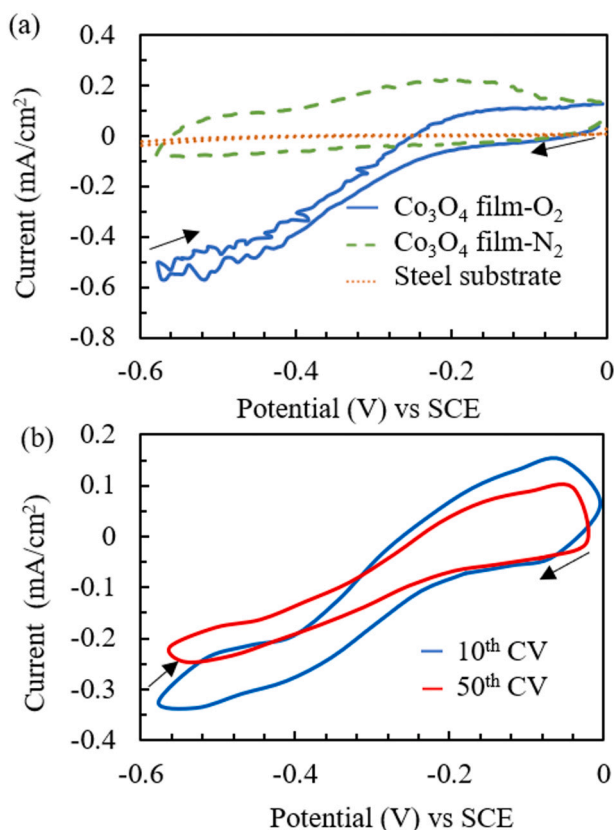 (a)
0.4
0.2
0
-0.2
-0.4
-0.6
-0.8
Current (mA/cm²)
Co₃O₄ film-O₂
Co₃O₄ film-N₂
Steel substrate
-0.6 -0.4 -0.2 0
Potential (V) vs SCE
(b)
0.2
0.1
0
-0.1
-0.2
-0.3
-0.4
Current (mA/cm²)
10ᵗʰ CV
50ᵗʰ CV
-0.6 -0.4 -0.2 0
Potential (V) vs SCE